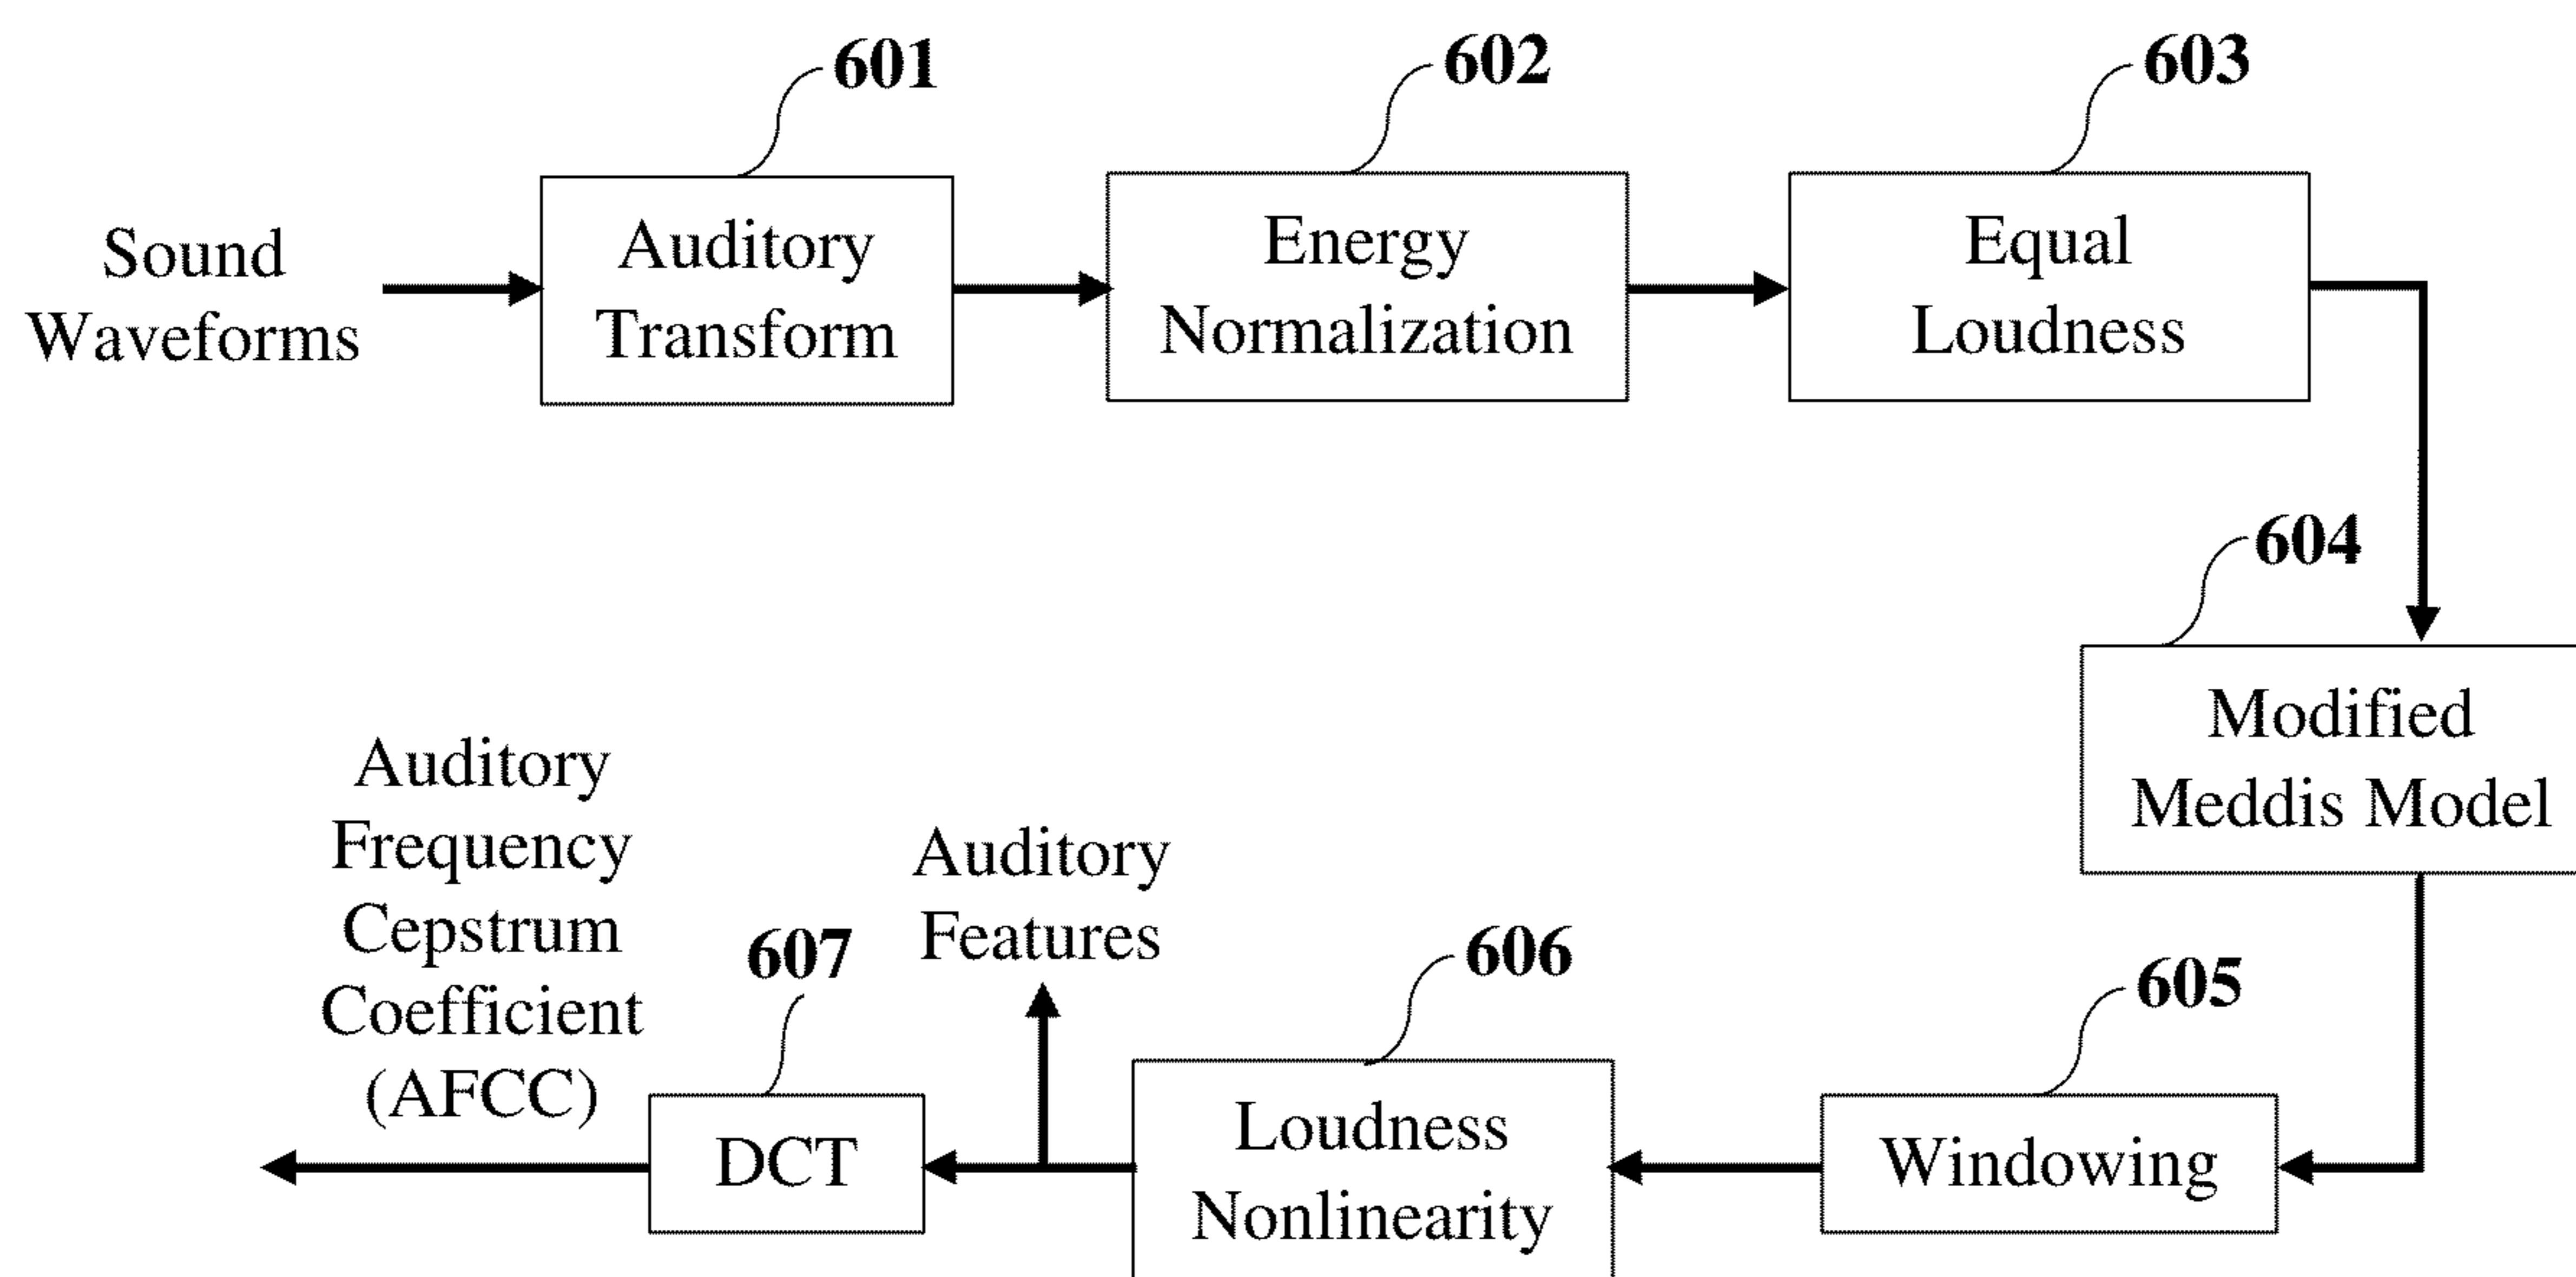 601
602
603
Sound
Waveforms
Auditory
Transform
Energy
Normalization
Equal
Loudness
604
Modified
Meddis Model
Auditory
Frequency
Cepstrum
Coefficient
(AFCC)
607
DCT
Auditory
Features
606
Loudness
Nonlinearity
605
Windowing